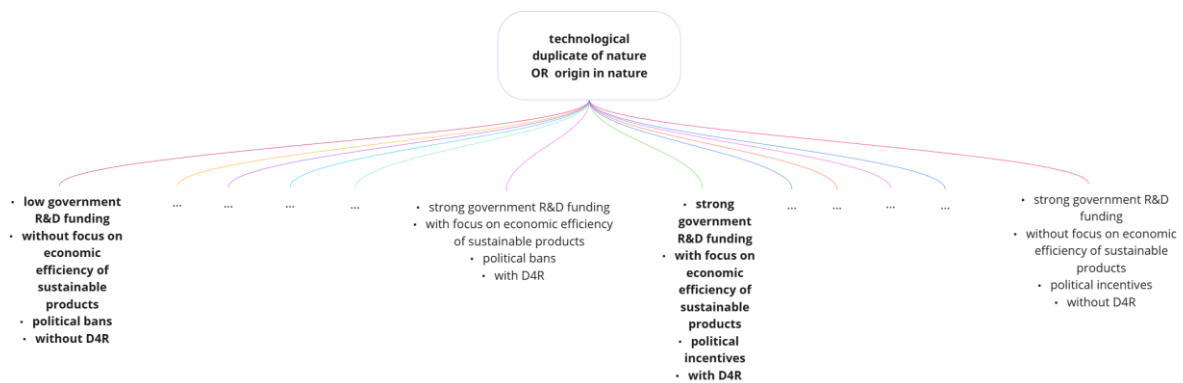 technological
duplicate of nature
OR origin in nature
• low government
R&D funding
• without focus on
economic
efficiency of
sustainable
products
• political bans
• without D4R
...
...
...
...
• strong government R&D funding
• with focus on economic efficiency
of sustainable products
• political bans
• with D4R
• strong
government
R&D funding
• with focus on
economic
efficiency of
sustainable
products
• political
incentives
• with D4R
...
...
...
...
• strong government R&D
funding
• without focus on economic
efficiency of sustainable
products
• political incentives
• without D4R